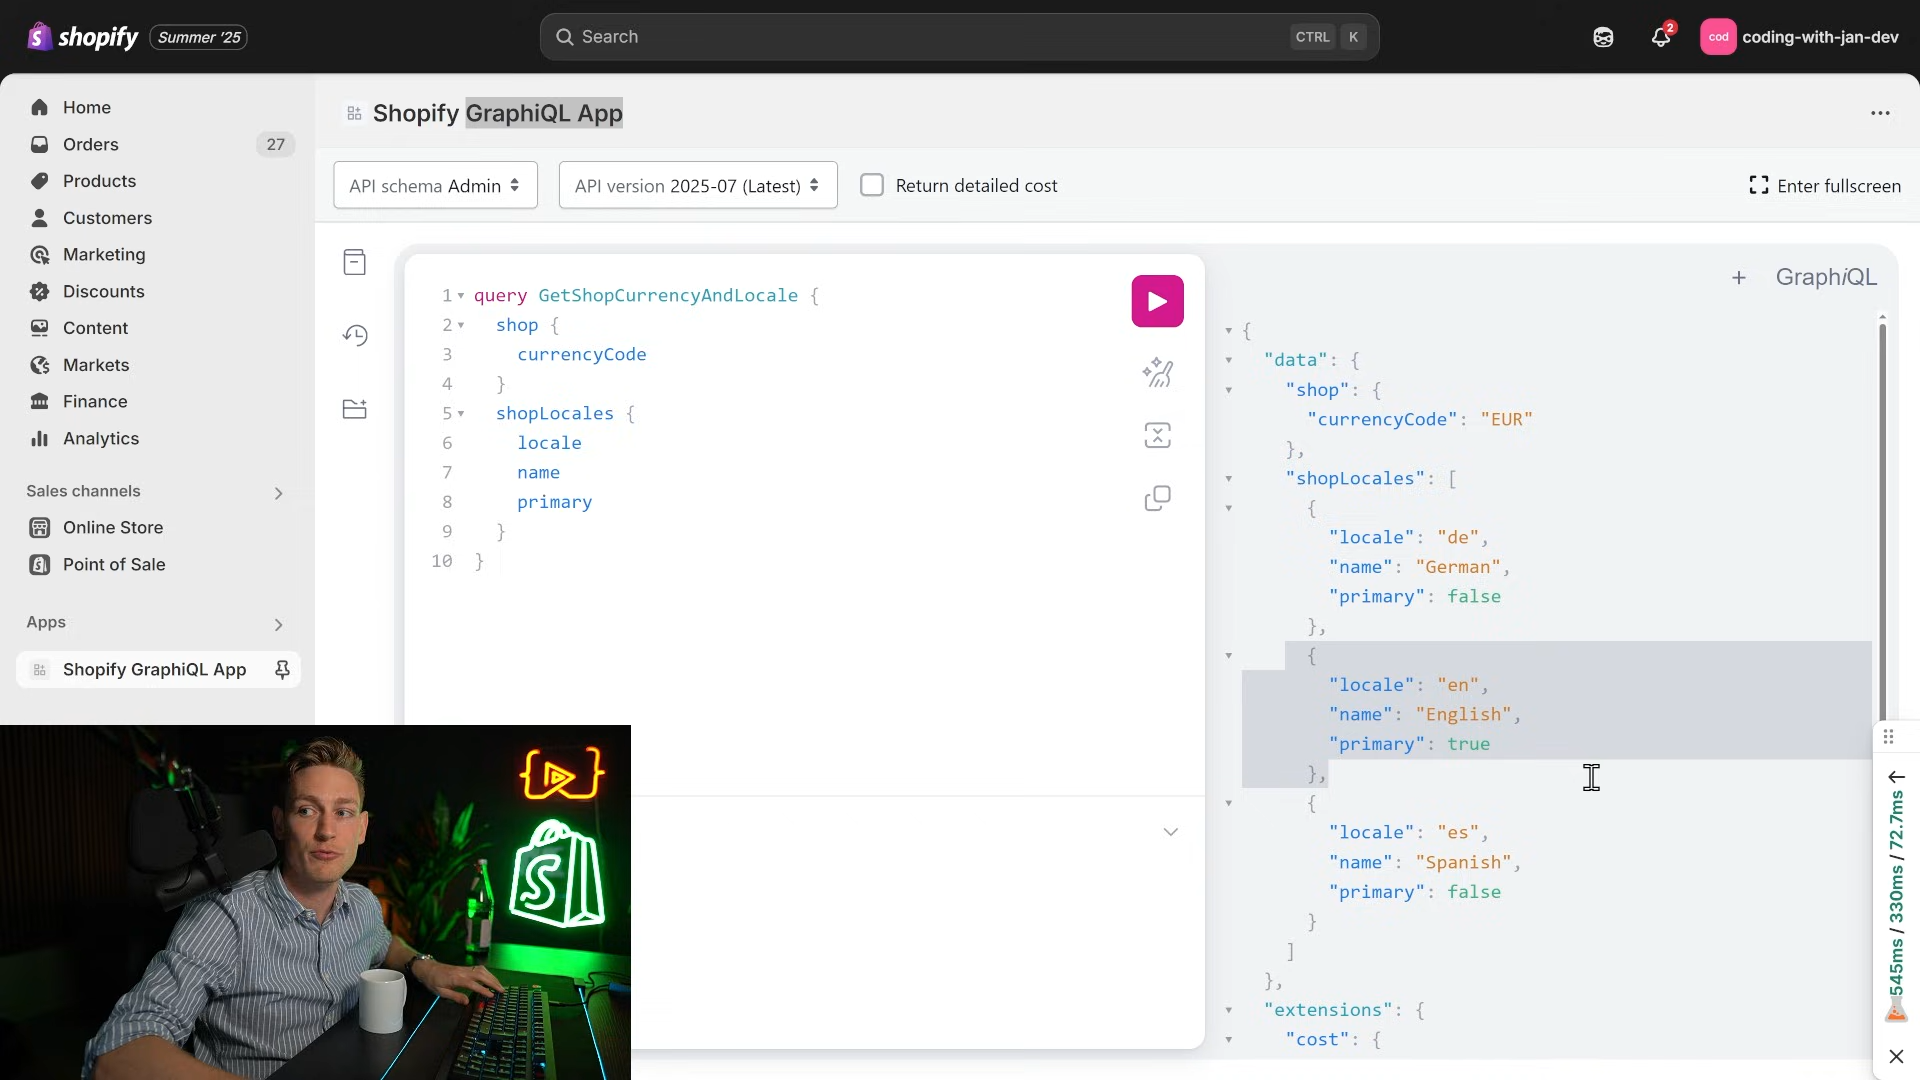 shopify Summer '25
Search CTRL K
2
cod coding-with-jan-dev
Home
Orders 27
Products
Customers
Marketing
Discounts
Content
Markets
Finance
Analytics
Sales channels
Online Store
Point of Sale
Apps
Shopify GraphiQL App
Shopify GraphiQL App
API schema Admin
API version 2025-07 (Latest)
Return detailed cost
Enter fullscreen
1 query GetShopCurrencyAndLocale {
2 shop {
3 currencyCode
4 }
5 shopLocales {
6 locale
7 name
8 primary
9 }
10 }
+ GraphiQL
{
"data": {
"shop": {
"currencyCode": "EUR"
},
"shopLocales": [
{
"locale": "de",
"name": "German",
"primary": false
},
{
"locale": "en",
"name": "English",
"primary": true
},
{
"locale": "es",
"name": "Spanish",
"primary": false
}
]
},
"extensions": {
"cost": {
545ms / 330ms / 72.7ms